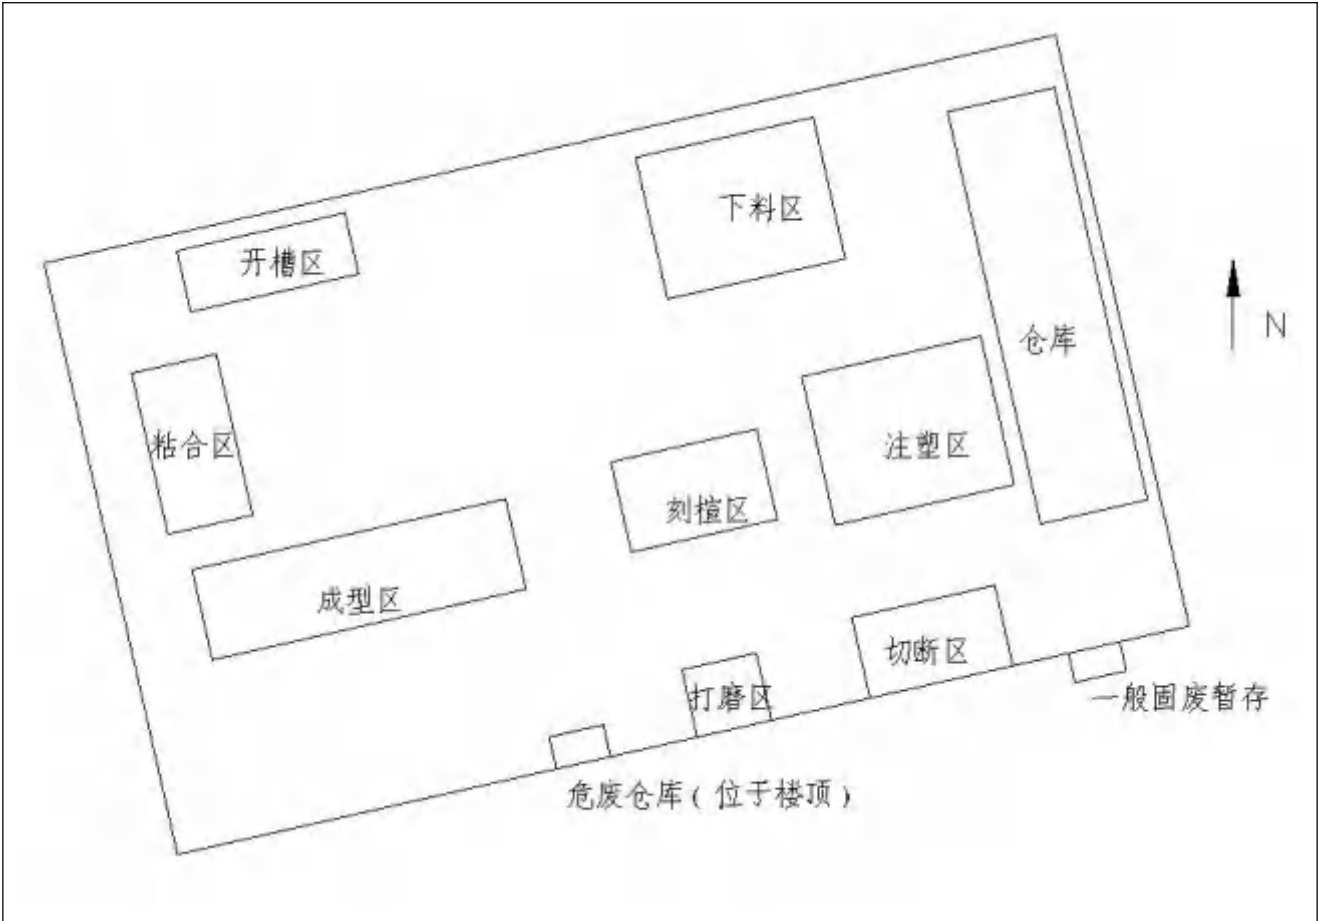 下料区
开槽区
N
仓库
粘合区
注塑区
刻楦区
成型区
切断区
打磨区
一般固废暂存
危废仓库(位于楼顶)